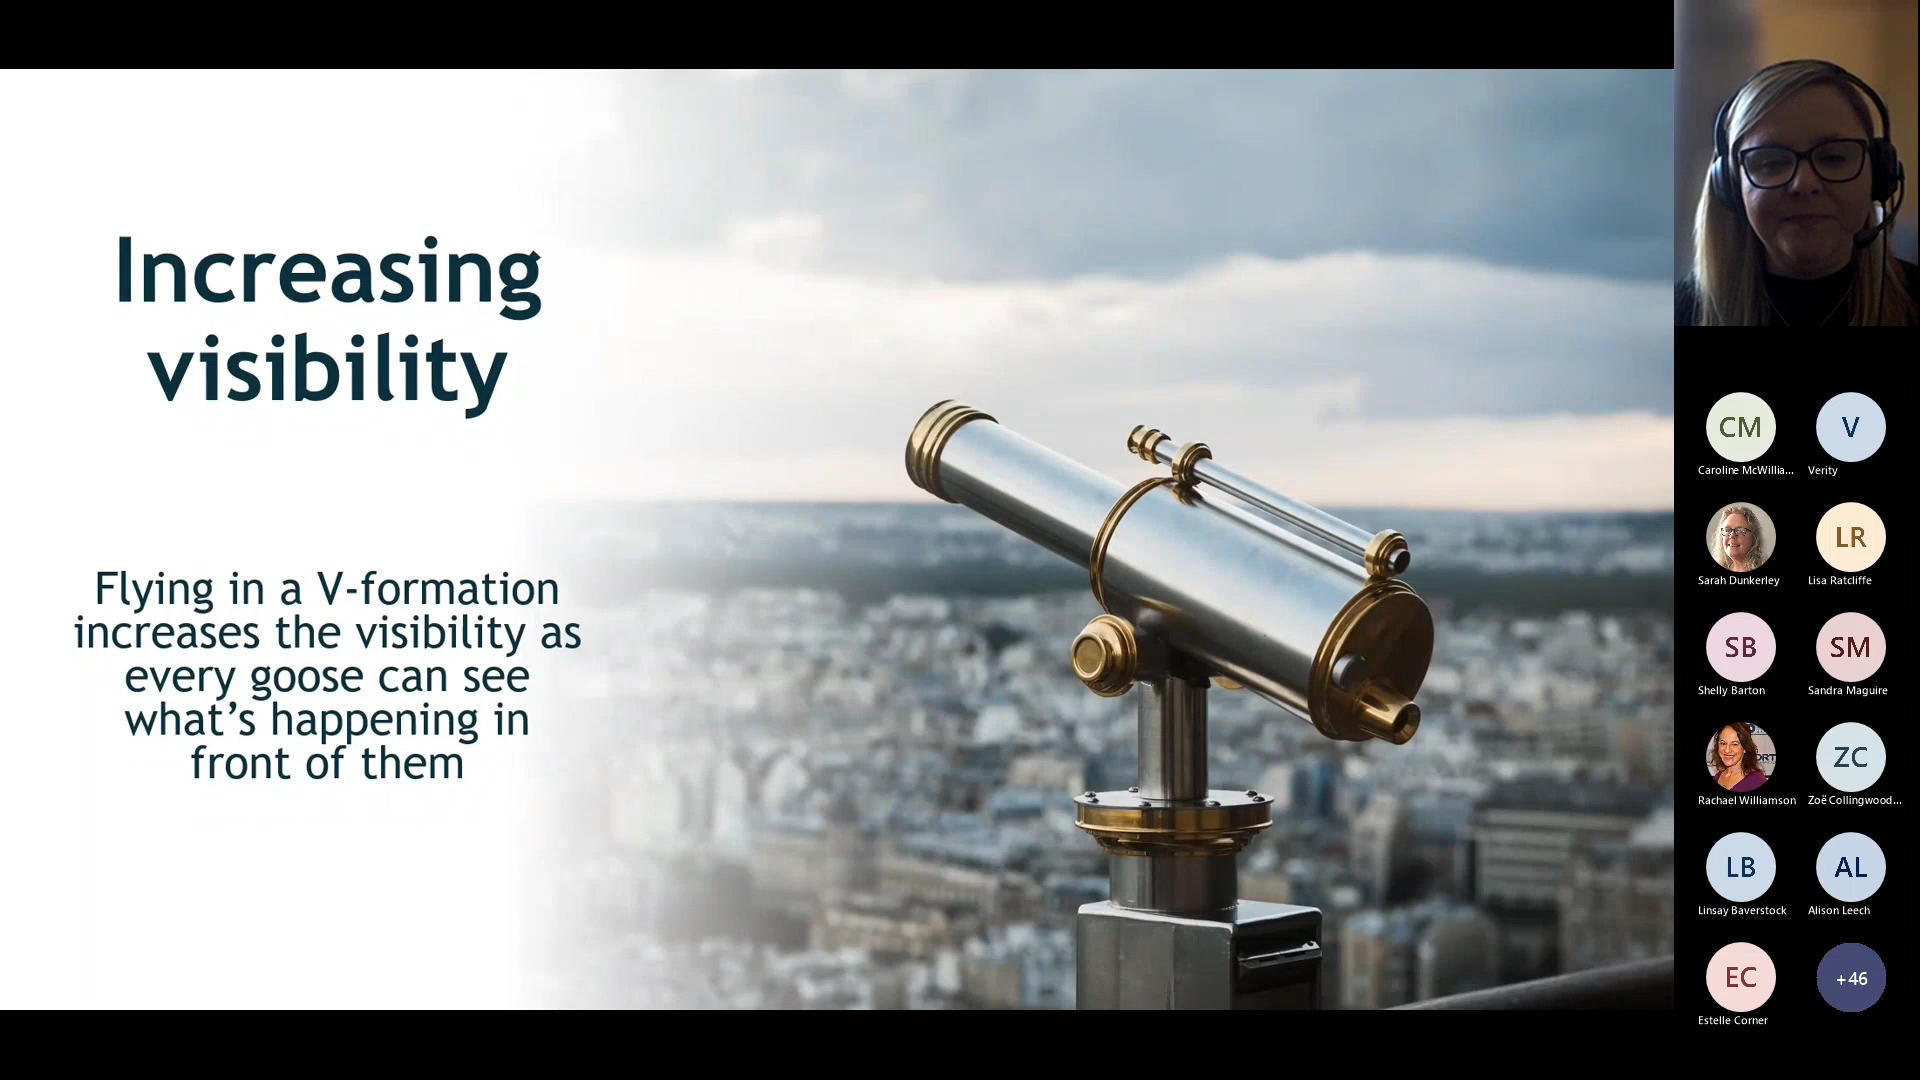 Increasing
visibility
Flying in a V-formation
increases the visibility as
every goose can see
what’s happening in
front of them
CM
Caroline McWillia...
V
Verity
Sarah Dunkerley
LR
Lisa Ratcliffe
SB
Shelly Barton
SM
Sandra Maguire
Rachael Williamson
ZC
Zoë Collingwood...
LB
Linsay Baverstock
AL
Alison Leech
EC
Estelle Corner
+46